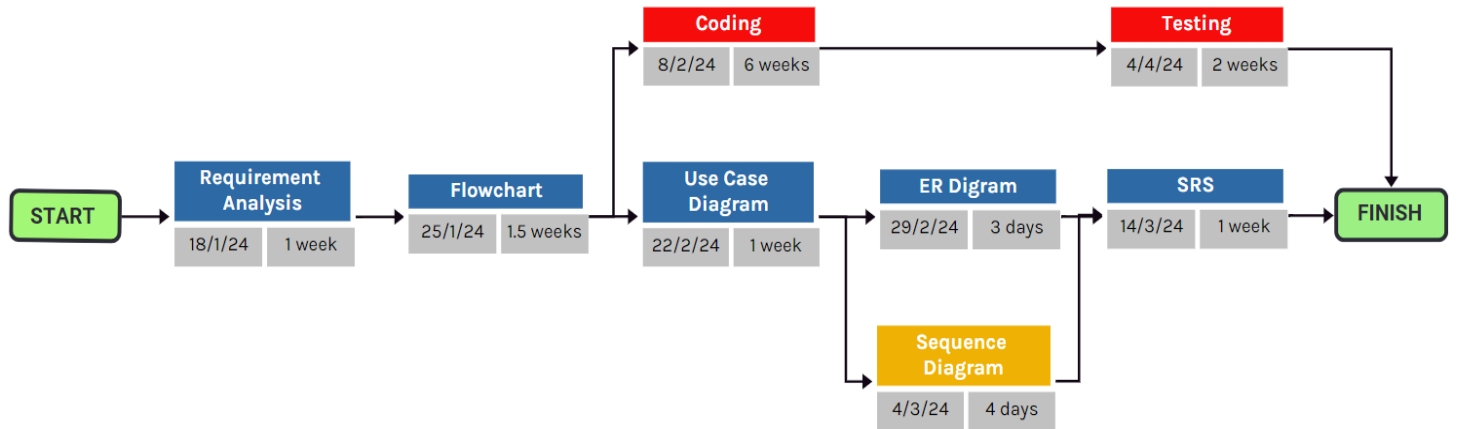 Coding
8/2/24 6 weeks
Testing
4/4/24 2 weeks
START
Requirement
Analysis
18/1/24 1 week
Flowchart
25/1/24 1.5 weeks
Use Case
Diagram
22/2/24 1 week
ER Digram
29/2/24 3 days
SRS
14/3/24 1 week
FINISH
Sequence
Diagram
4/3/24 4 days